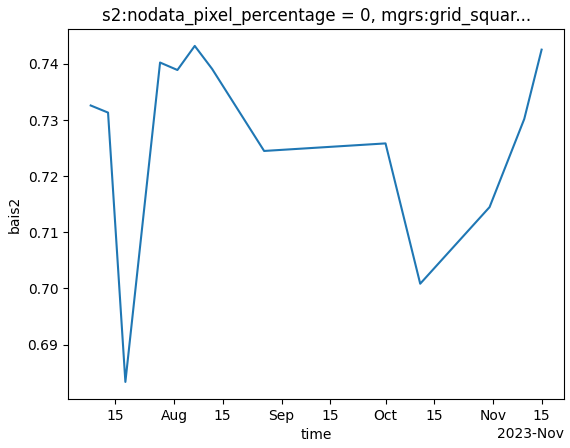 s2:nodata_pixel_percentage = 0, mgrs:grid_squar...
0.74
0.73
0.72
0.71
0.70
0.69
bais2
15 Aug 15 Sep 15 Oct 15 Nov 15
time
2023-Nov